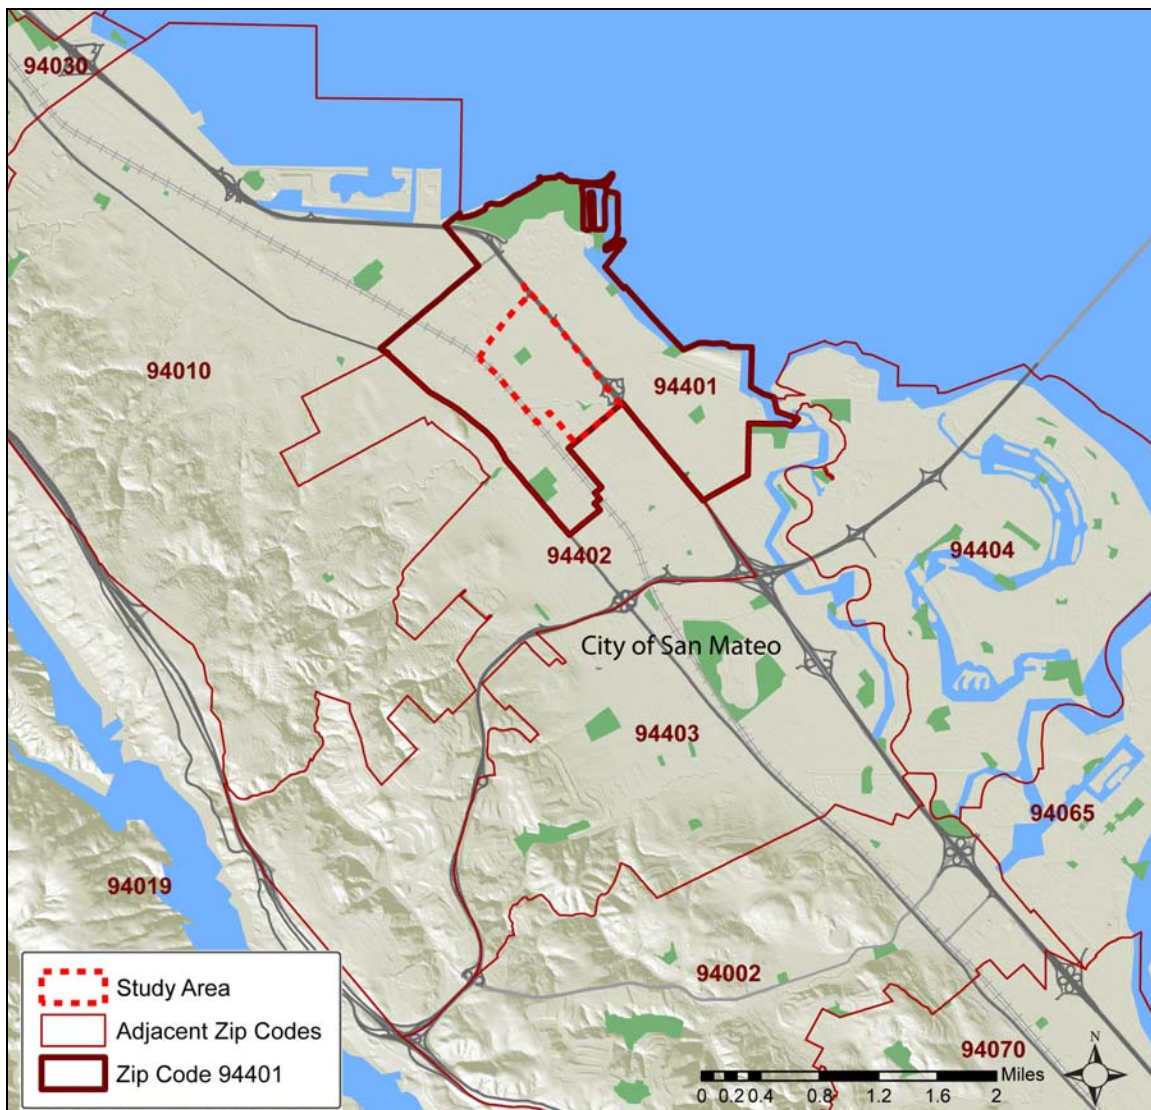 94030
94010
94401
94402
94404
City of San Mateo
94403
94065
94019
94002
94070
Study Area
Adjacent Zip Codes
Zip Code 94401
N
Miles
0 0.2 0.4 0.8 1.2 1.6 2